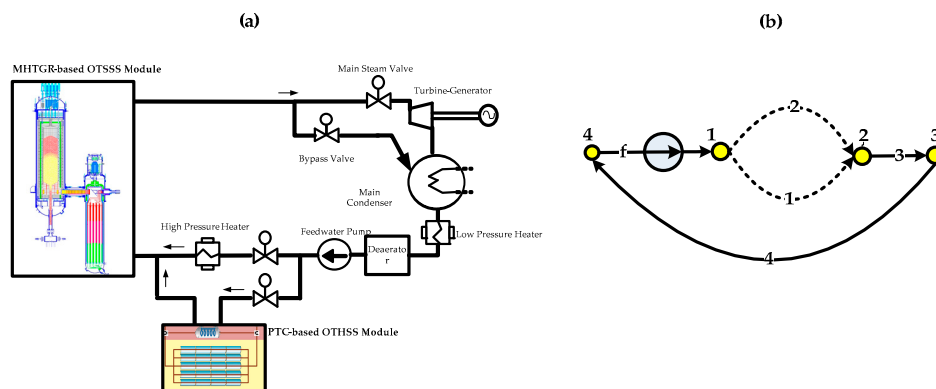 (a)
(b)
MHTGR-based OTSSS Module
Main Steam Valve
Turbine-Generator
Bypass Valve
Main
Condenser
High Pressure Heater
Feedwater Pump
Deaerato
r
Low Pressure Heater
PTC-based OTHSS Module
4
f
1
2
1
2
3
3
4